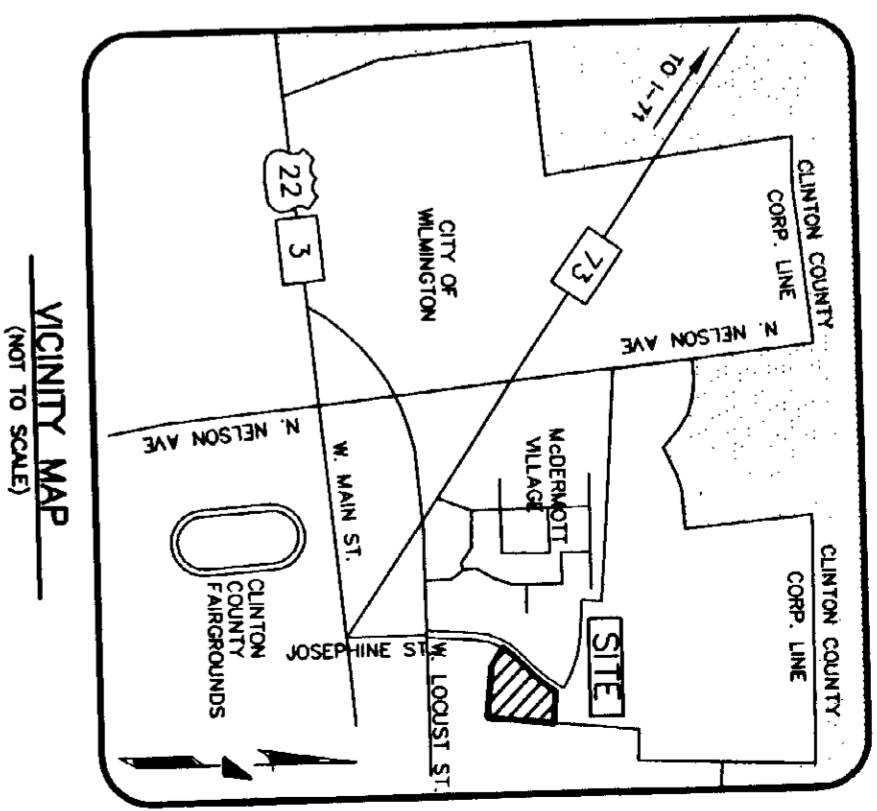 TO I-71
CLINTON COUNTY
CORP. LINE
22
3
CITY OF
WILMINGTON
73
N. NELSON AVE
N. NELSON AVE
McDERMOTT
VILLAGE
W. MAIN ST.
CLINTON COUNTY
CORP. LINE
SITE
CLINTON
COUNTY
FAIRGROUNDS
JOSEPHINE ST.
W. LOCUST ST.
VICINITY MAP
(NOT TO SCALE)